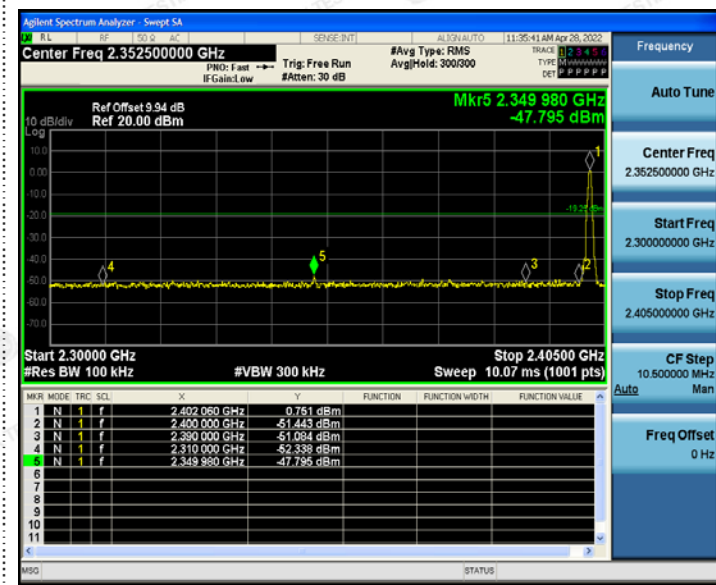 Agilent Spectrum Analyzer - Swept SA
RL RF 50 Ω AC SENSE:INT ALIGN AUTO 11:35:41 AM Apr 28, 2022
Center Freq 2.352500000 GHz
PNO: Fast
IFGain:Low
Trig: Free Run
#Atten: 30 dB
#Avg Type: RMS
Avg|Hold: 300/300
TRACE 1 2 3 4 5 6
TYPE M
DET P P P P P P
Frequency
Ref Offset 9.94 dB
10 dB/div Ref 20.00 dBm
Log
Mkr5 2.349 980 GHz
-47.795 dBm
10.0
0.00
-10.0
-20.0
-30.0
-40.0
-50.0
-60.0
-70.0
1
2
3
4
5
Start 2.30000 GHz
Stop 2.40500 GHz
#Res BW 100 kHz
#VBW 300 kHz
Sweep 10.07 ms (1001 pts)
MKR MODE TRC SCL X Y FUNCTION FUNCTION WIDTH FUNCTION VALUE
1 N 1 f 2.402 060 GHz 0.751 dBm
2 N 1 f 2.400 000 GHz -51.443 dBm
3 N 1 f 2.390 000 GHz -51.084 dBm
4 N 1 f 2.310 000 GHz -52.338 dBm
5 N 1 f 2.349 980 GHz -47.795 dBm
6
7
8
9
10
11
MSG
STATUS
Auto Tune
Center Freq
2.352500000 GHz
Start Freq
2.300000000 GHz
Stop Freq
2.405000000 GHz
CF Step
10.500000 MHz
Auto Man
Freq Offset
0 Hz